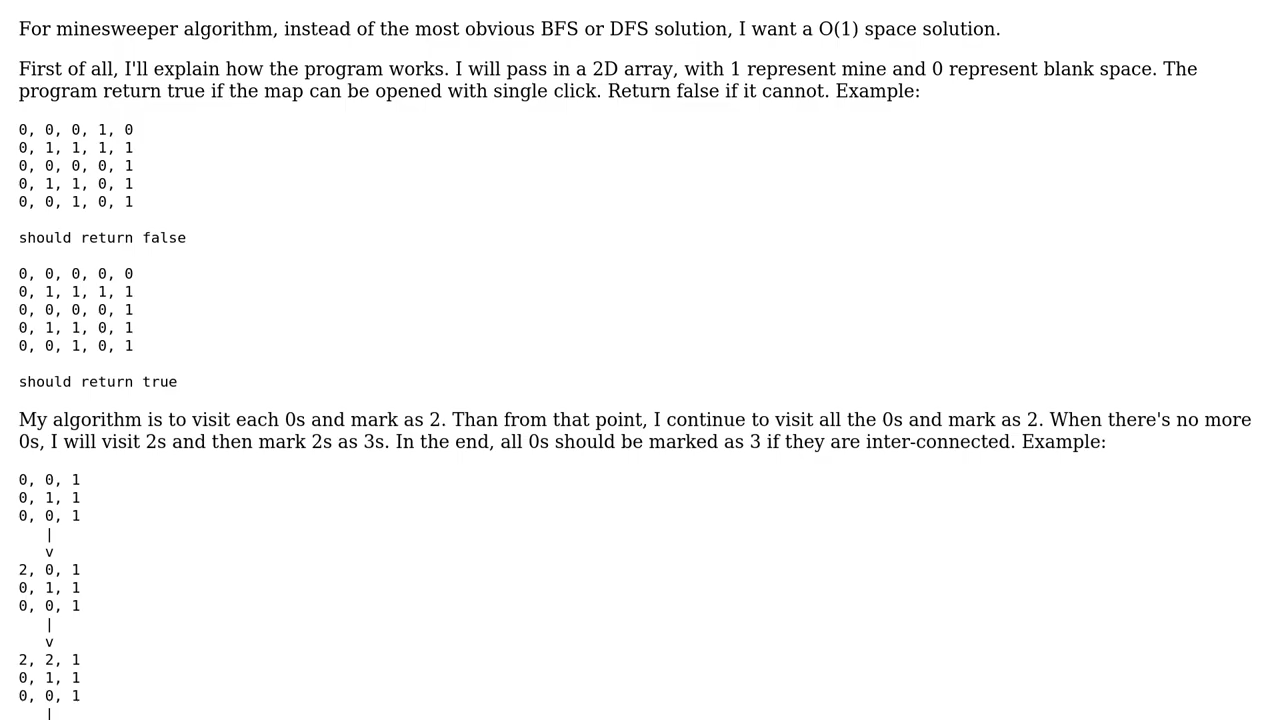 For minesweeper algorithm, instead of the most obvious BFS or DFS solution, I want a O(1) space solution.
First of all, I'll explain how the program works. I will pass in a 2D array, with 1 represent mine and 0 represent blank space. The
program return true if the map can be opened with single click. Return false if it cannot. Example:
0, 0, 0, 1, 0
0, 1, 1, 1, 1
0, 0, 0, 0, 1
0, 1, 1, 0, 1
0, 0, 1, 0, 1
should return false
0, 0, 0, 0, 0
0, 1, 1, 1, 1
0, 0, 0, 0, 1
0, 1, 1, 0, 1
0, 0, 1, 0, 1
should return true
My algorithm is to visit each 0s and mark as 2. Than from that point, I continue to visit all the 0s and mark as 2. When there's no more
0s, I will visit 2s and then mark 2s as 3s. In the end, all 0s should be marked as 3 if they are inter-connected. Example:
0, 0, 1
0, 1, 1
0, 0, 1
|
v
2, 0, 1
0, 1, 1
0, 0, 1
|
v
2, 2, 1
0, 1, 1
0, 0, 1
|